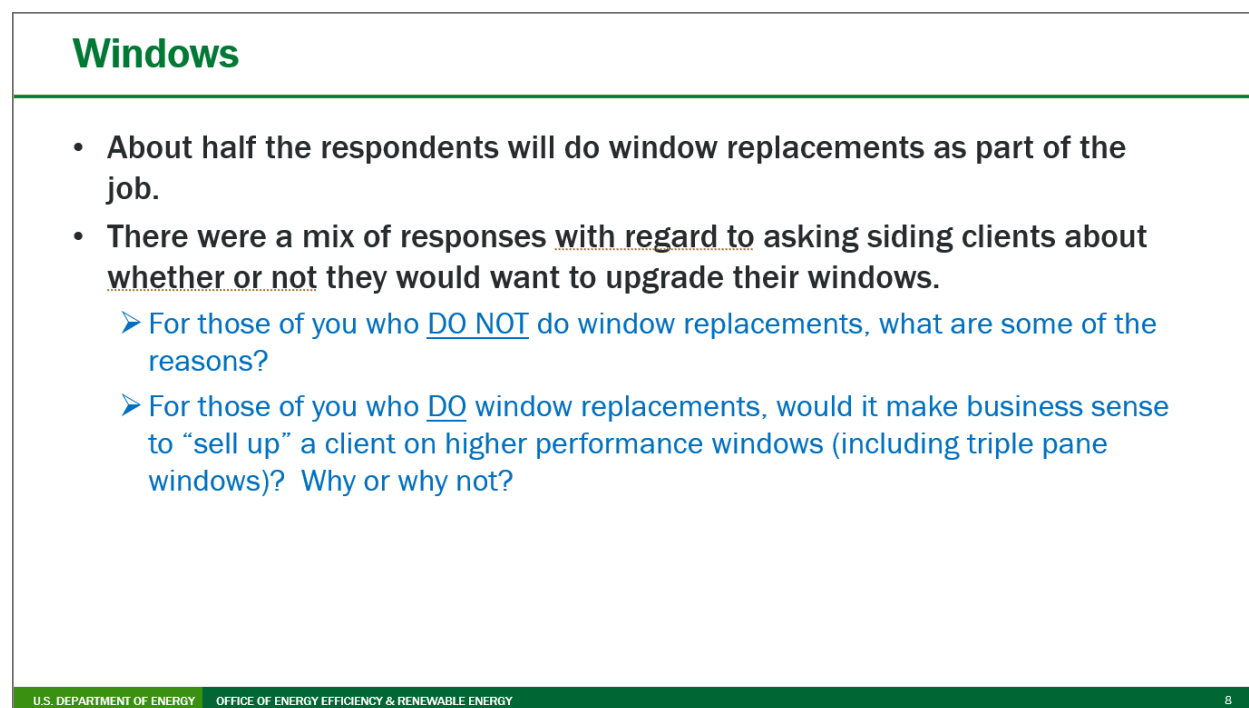 Windows
• About half the respondents will do window replacements as part of the
job.
• There were a mix of responses with regard to asking siding clients about
whether or not they would want to upgrade their windows.
➢ For those of you who DO NOT do window replacements, what are some of the
reasons?
➢ For those of you who DO window replacements, would it make business sense
to “sell up” a client on higher performance windows (including triple pane
windows)?  Why or why not?
U.S. DEPARTMENT OF ENERGY OFFICE OF ENERGY EFFICIENCY & RENEWABLE ENERGY 8